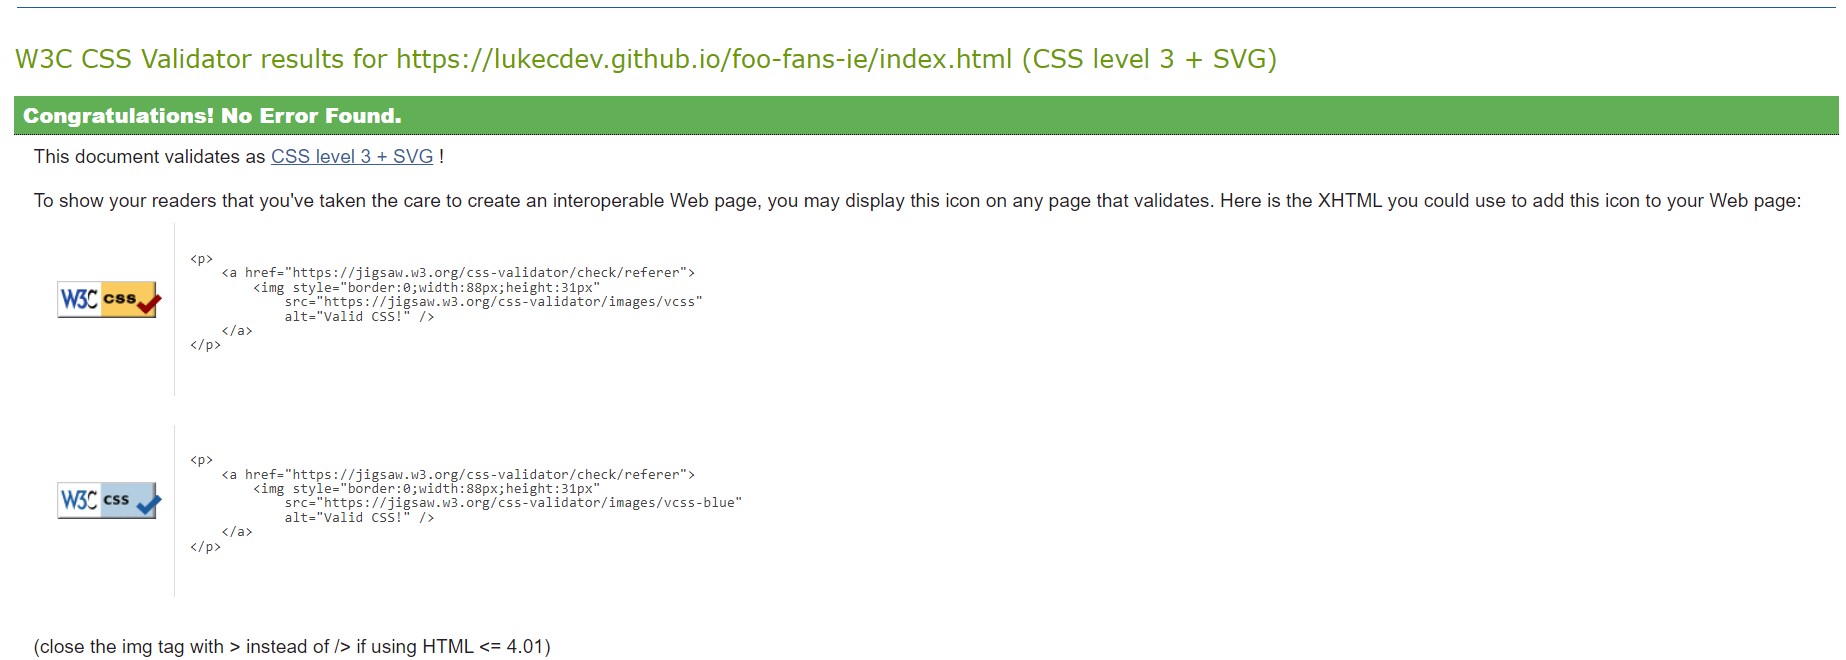 W3C CSS Validator results for https://lukecdev.github.io/foo-fans-ie/index.html (CSS level 3 + SVG)
Congratulations! No Error Found.
This document validates as CSS level 3 + SVG !
To show your readers that you've taken the care to create an interoperable Web page, you may display this icon on any page that validates. Here is the XHTML you could use to add this icon to your Web page:
W3C css
<p>
    <a href="https://jigsaw.w3.org/css-validator/check/referer">
        <img style="border:0;width:88px;height:31px"
            src="https://jigsaw.w3.org/css-validator/images/vcss"
            alt="Valid CSS!" />
    </a>
</p>
W3C css
<p>
    <a href="https://jigsaw.w3.org/css-validator/check/referer">
        <img style="border:0;width:88px;height:31px"
            src="https://jigsaw.w3.org/css-validator/images/vcss-blue"
            alt="Valid CSS!" />
    </a>
</p>
(close the img tag with > instead of /> if using HTML <= 4.01)